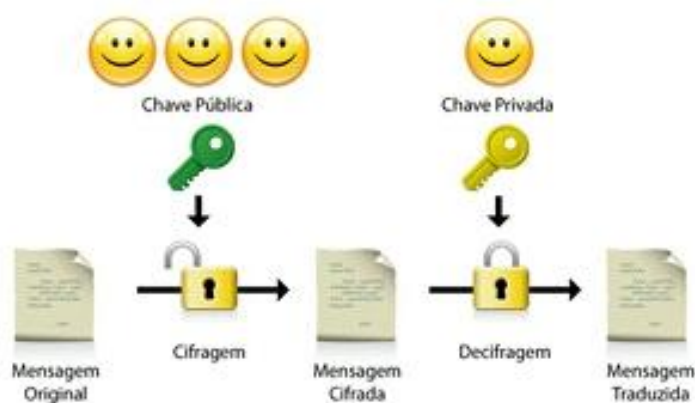 Chave Pública
Chave Privada
Cifragem
Decifragem
Mensagem
Original
Mensagem
Cifrada
Mensagem
Traduzida